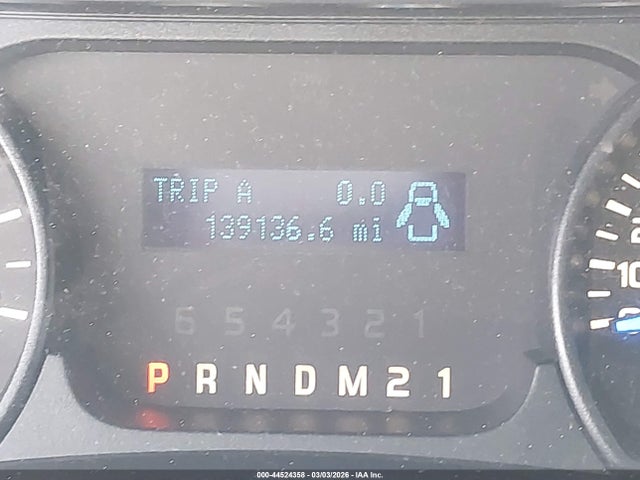 TRIP A 0.0
139136.6 mi
6 5 4 3 2 1
P R N D M 2 1
10
000-44524358 - 03/03/2026 - IAA Inc.